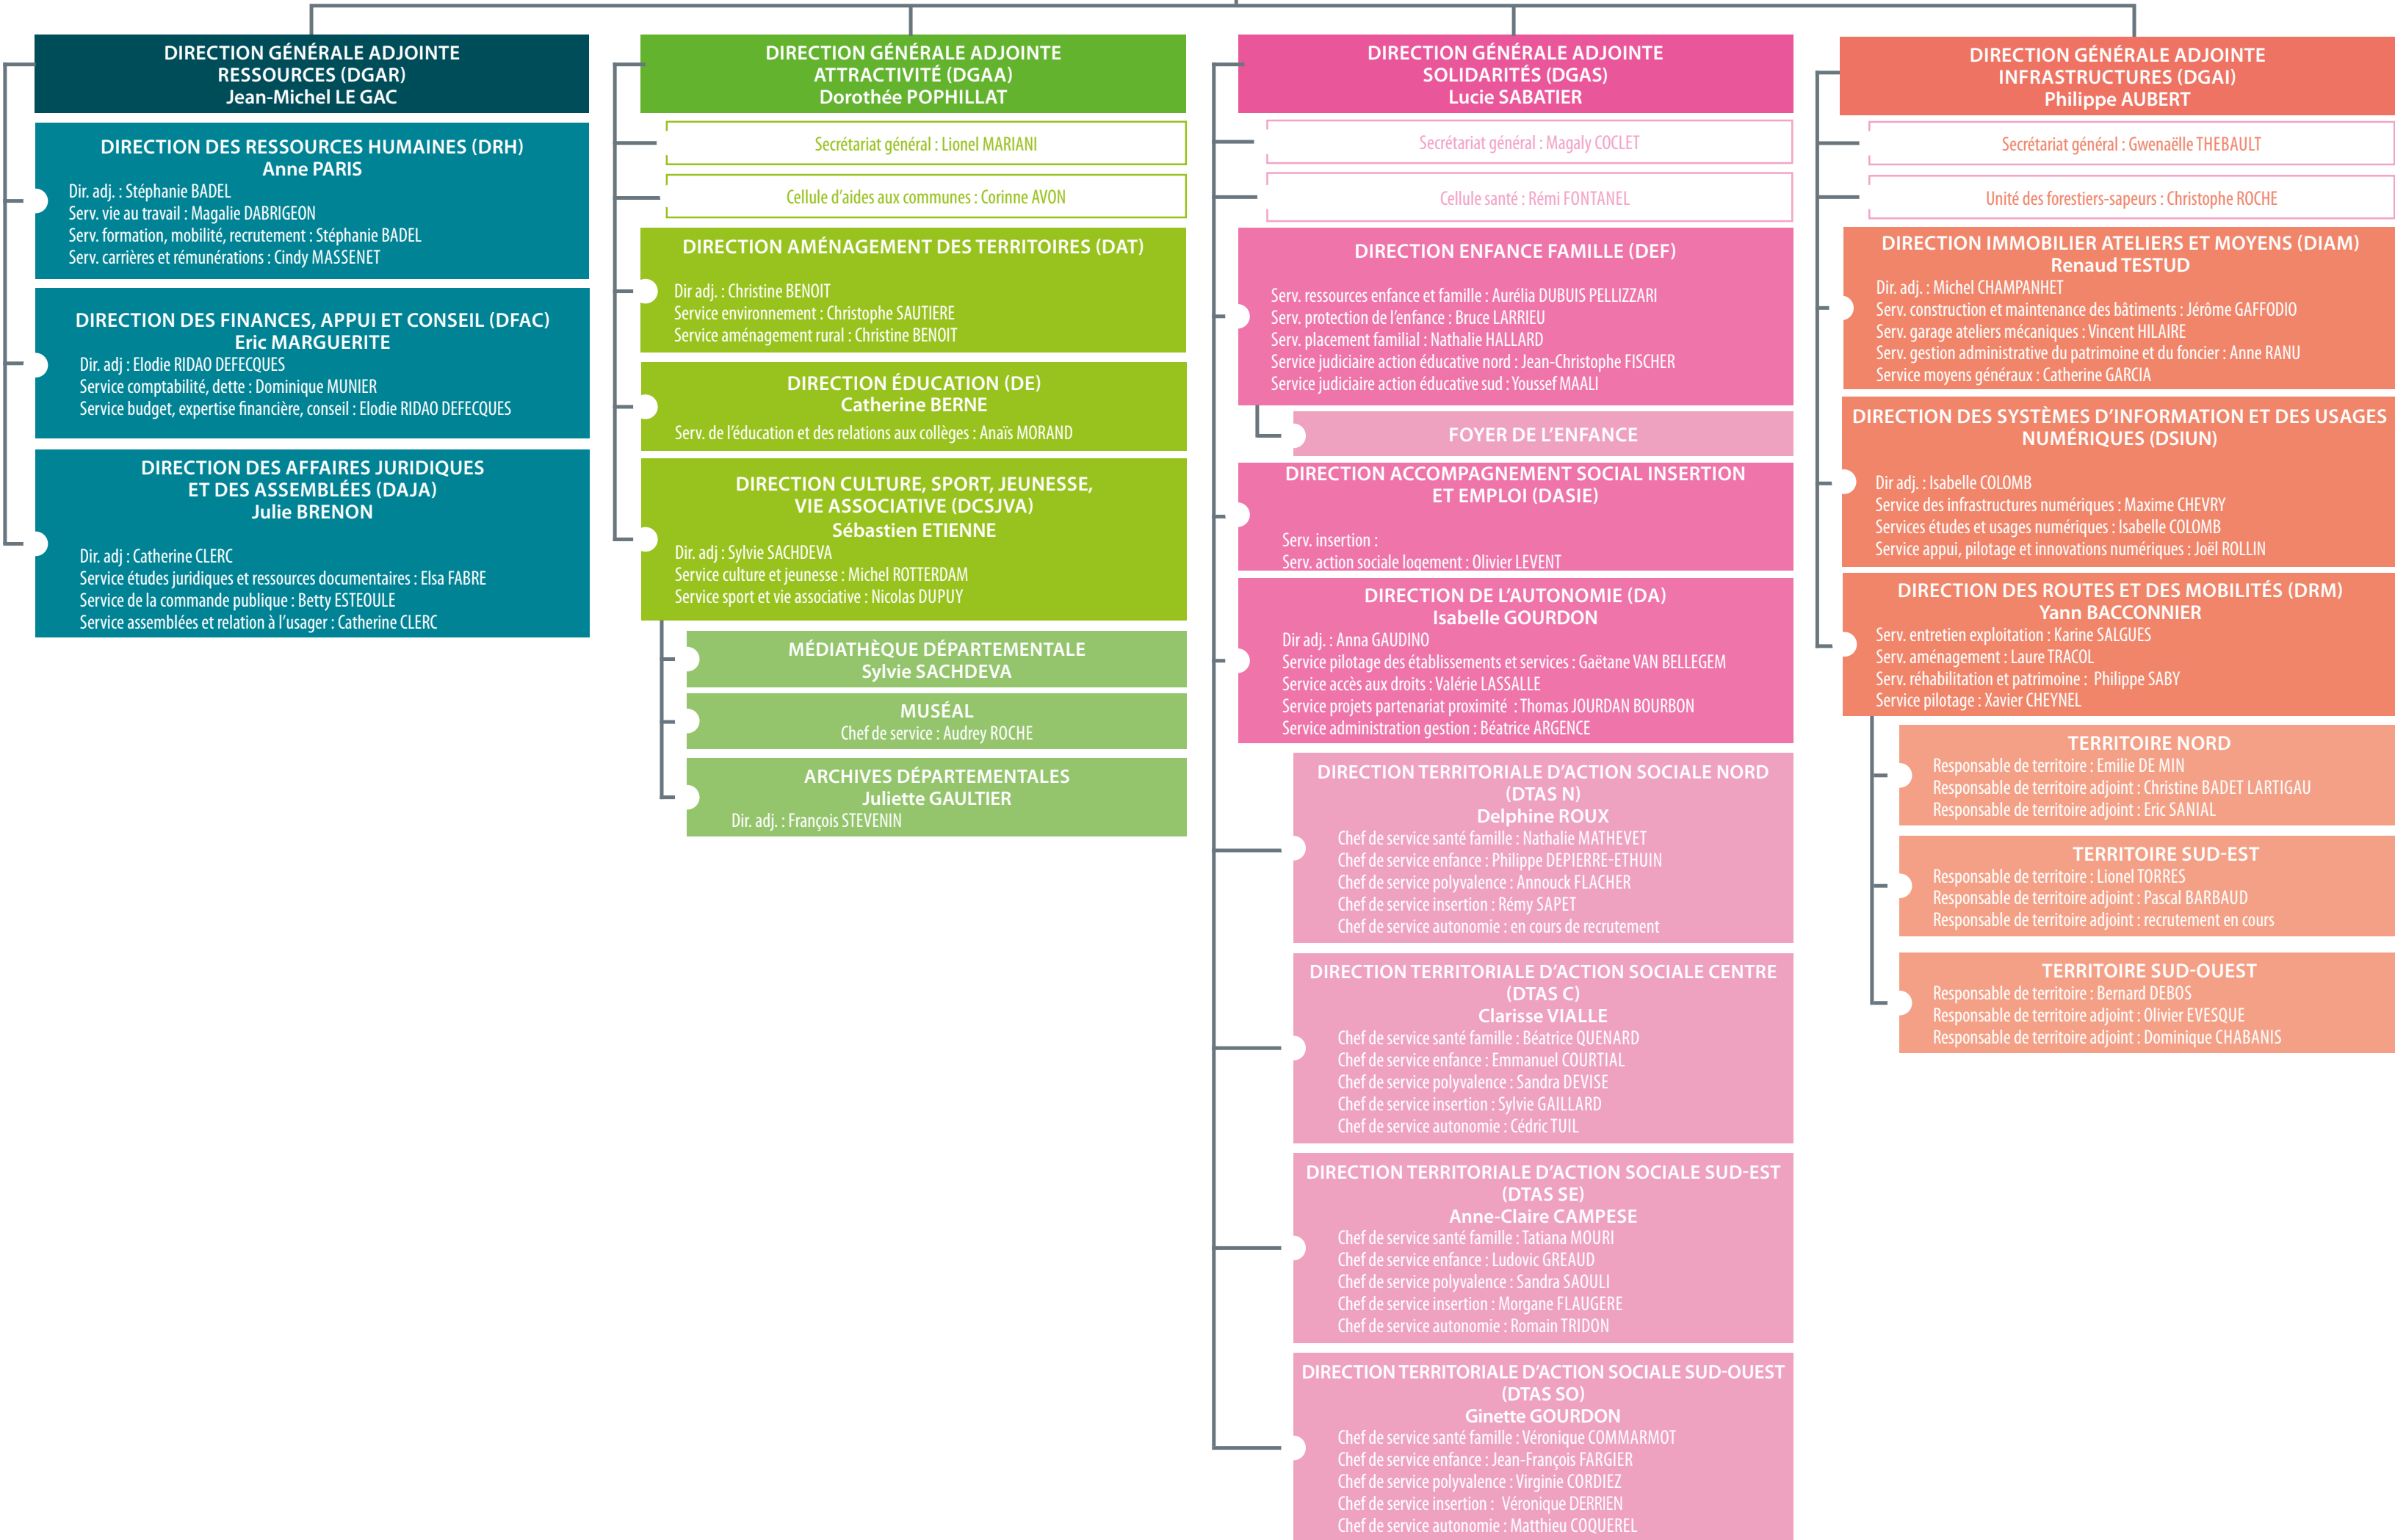 DIRECTION GÉNÉRALE ADJOINTE
RESSOURCES (DGAR)
Jean-Michel LE GAC
DIRECTION DES RESSOURCES HUMAINES (DRH)
Anne PARIS
Dir. adj. : Stéphanie BADEL
Serv. vie au travail : Magalie DABRIGEON
Serv. formation, mobilité, recrutement : Stéphanie BADEL
Serv. carrières et rémunérations : Cindy MASSENET
DIRECTION DES FINANCES, APPUI ET CONSEIL (DFAC)
Eric MARGUERITE
Dir. adj : Elodie RIDAO DEFECQUES
Service comptabilité, dette : Dominique MUNIER
Service budget, expertise financière, conseil : Elodie RIDAO DEFECQUES
DIRECTION DES AFFAIRES JURIDIQUES
ET DES ASSEMBLÉES (DAJA)
Julie BRENON
Dir. adj : Catherine CLERC
Service études juridiques et ressources documentaires : Elsa FABRE
Service de la commande publique : Betty ESTEOULE
Service assemblées et relation à l'usager : Catherine CLERC
DIRECTION GÉNÉRALE ADJOINTE
ATTRACTIVITÉ (DGAA)
Dorothée POPHILLAT
Secrétariat général : Lionel MARIANI
Cellule d'aides aux communes : Corinne AVON
DIRECTION AMÉNAGEMENT DES TERRITOIRES (DAT)
Dir adj. : Christine BENOIT
Service environnement : Christophe SAUTIERE
Service aménagement rural : Christine BENOIT
DIRECTION ÉDUCATION (DE)
Catherine BERNE
Serv. de l'éducation et des relations aux collèges : Anaïs MORAND
DIRECTION CULTURE, SPORT, JEUNESSE,
VIE ASSOCIATIVE (DCSJVA)
Sébastien ETIENNE
Dir. adj : Sylvie SACHDEVA
Service culture et jeunesse : Michel ROTTERDAM
Service sport et vie associative : Nicolas DUPUY
MÉDIATHÈQUE DÉPARTEMENTALE
Sylvie SACHDEVA
MUSÉAL
Chef de service : Audrey ROCHE
ARCHIVES DÉPARTEMENTALES
Juliette GAULTIER
Dir. adj. : François STEVENIN
DIRECTION GÉNÉRALE ADJOINTE
SOLIDARITÉS (DGAS)
Lucie SABATIER
Secrétariat général : Magaly COCLET
Cellule santé : Rémi FONTANEL
DIRECTION ENFANCE FAMILLE (DEF)
Serv. ressources enfance et famille : Aurélia DUBUIS PELLIZZARI
Serv. protection de l'enfance : Bruce LARRIEU
Serv. placement familial : Nathalie HALLARD
Service judiciaire action éducative nord : Jean-Christophe FISCHER
Service judiciaire action éducative sud : Youssef MAALI
FOYER DE L'ENFANCE
DIRECTION ACCOMPAGNEMENT SOCIAL INSERTION
ET EMPLOI (DASIE)
Serv. insertion :
Serv. action sociale logement : Olivier LEVENT
DIRECTION DE L'AUTONOMIE (DA)
Isabelle GOURDON
Dir adj. : Anna GAUDINO
Service pilotage des établissements et services : Gaëtane VAN BELLEGEM
Service accès aux droits : Valérie LASSALLE
Service projets partenariat proximité : Thomas JOURDAN BOURBON
Service administration gestion : Béatrice ARGENCE
DIRECTION TERRITORIALE D'ACTION SOCIALE NORD
(DTAS N)
Delphine ROUX
Chef de service santé famille : Nathalie MATHEVET
Chef de service enfance : Philippe DEPIERRE-ETHUIN
Chef de service polyvalence : Annouck FLACHER
Chef de service insertion : Rémy SAPET
Chef de service autonomie : en cours de recrutement
DIRECTION TERRITORIALE D'ACTION SOCIALE CENTRE
(DTAS C)
Clarisse VIALLE
Chef de service santé famille : Béatrice QUENARD
Chef de service enfance : Emmanuel COURTIAL
Chef de service polyvalence : Sandra DEVISE
Chef de service insertion : Sylvie GAILLARD
Chef de service autonomie : Cédric TUIL
DIRECTION TERRITORIALE D'ACTION SOCIALE SUD-EST
(DTAS SE)
Anne-Claire CAMPESE
Chef de service santé famille : Tatiana MOURI
Chef de service enfance : Ludovic GREAUD
Chef de service polyvalence : Sandra SAOULI
Chef de service insertion : Morgane FLAUGERE
Chef de service autonomie : Romain TRIDON
DIRECTION TERRITORIALE D'ACTION SOCIALE SUD-OUEST
(DTAS SO)
Ginette GOURDON
Chef de service santé famille : Véronique COMMARMOT
Chef de service enfance : Jean-François FARGIER
Chef de service polyvalence : Virginie CORDIEZ
Chef de service insertion : Véronique DERRIEN
Chef de service autonomie : Matthieu COQUEREL
DIRECTION GÉNÉRALE ADJOINTE
INFRASTRUCTURES (DGAI)
Philippe AUBERT
Secrétariat général : Gwenaëlle THEBAULT
Unité des forestiers-sapeurs : Christophe ROCHE
DIRECTION IMMOBILIER ATELIERS ET MOYENS (DIAM)
Renaud TESTUD
Dir. adj. : Michel CHAMPANHET
Serv. construction et maintenance des bâtiments : Jérôme GAFFODIO
Serv. garage ateliers mécaniques : Vincent HILAIRE
Serv. gestion administrative du patrimoine et du foncier : Anne RANU
Service moyens généraux : Catherine GARCIA
DIRECTION DES SYSTÈMES D'INFORMATION ET DES USAGES
NUMÉRIQUES (DSIUN)
Dir adj. : Isabelle COLOMB
Service des infrastructures numériques : Maxime CHEVRY
Services études et usages numériques : Isabelle COLOMB
Service appui, pilotage et innovations numériques : Joël ROLLIN
DIRECTION DES ROUTES ET DES MOBILITÉS (DRM)
Yann BACCONNIER
Serv. entretien exploitation : Karine SALGUES
Serv. aménagement : Laure TRACOL
Serv. réhabilitation et patrimoine : Philippe SABY
Service pilotage : Xavier CHEYNEL
TERRITOIRE NORD
Responsable de territoire : Emilie DE MIN
Responsable de territoire adjoint : Christine BADET LARTIGAU
Responsable de territoire adjoint : Eric SANIAL
TERRITOIRE SUD-EST
Responsable de territoire : Lionel TORRES
Responsable de territoire adjoint : Pascal BARBAUD
Responsable de territoire adjoint : recrutement en cours
TERRITOIRE SUD-OUEST
Responsable de territoire : Bernard DEBOS
Responsable de territoire adjoint : Olivier EVESQUE
Responsable de territoire adjoint : Dominique CHABANIS